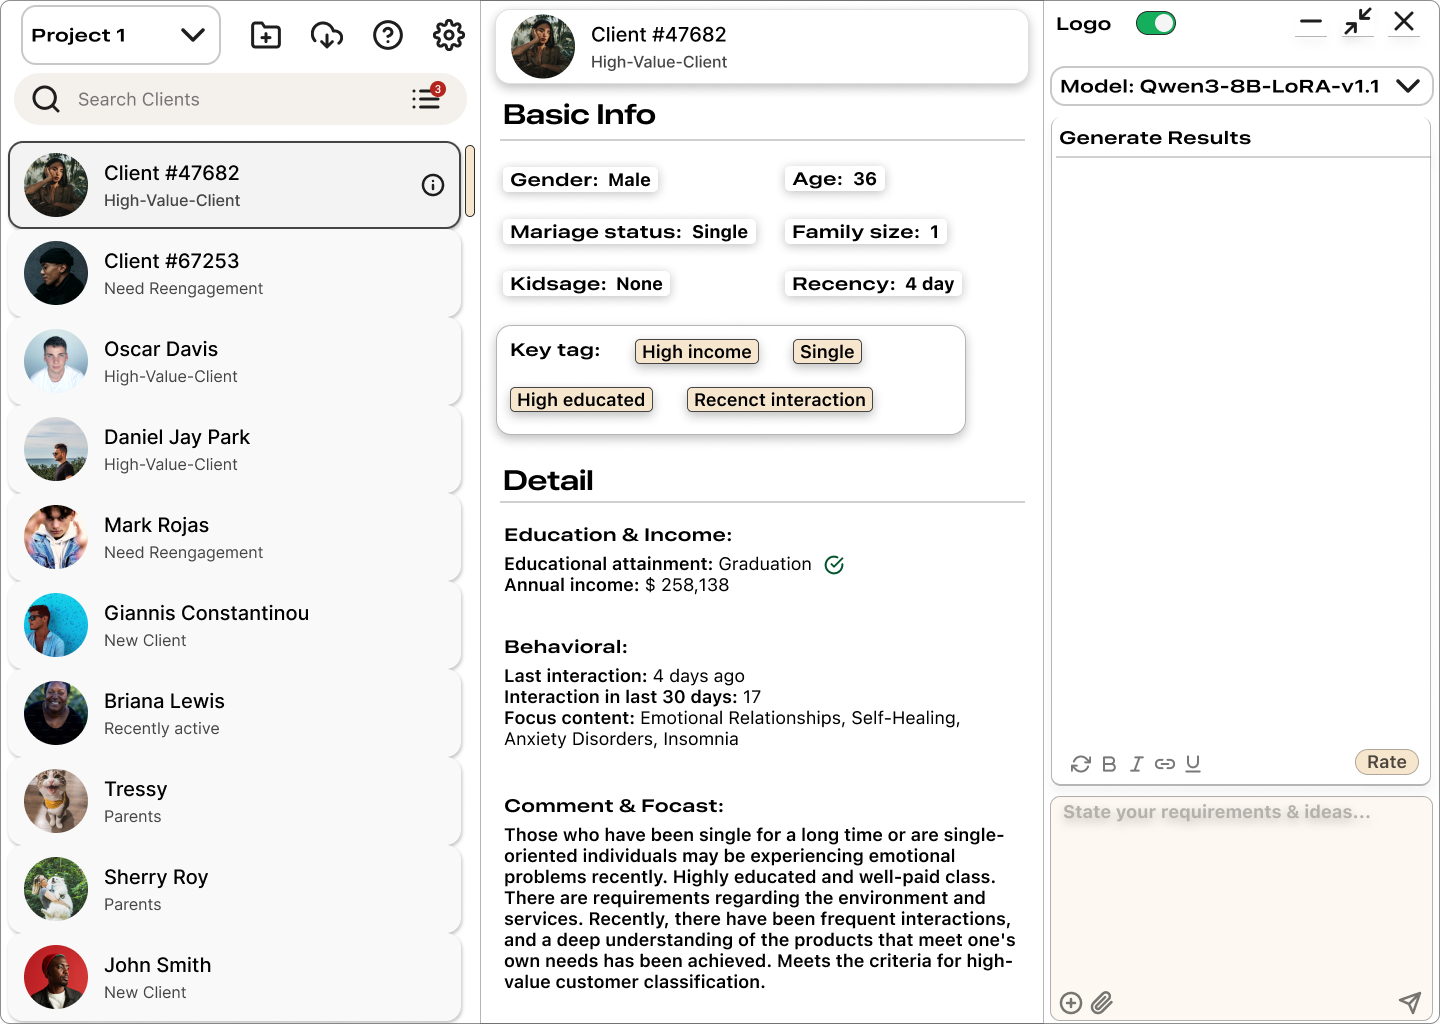 Project 1
Search Clients
3
Client #47682
High-Value-Client
Client #67253
Need Reengagement
Oscar Davis
High-Value-Client
Daniel Jay Park
High-Value-Client
Mark Rojas
Need Reengagement
Giannis Constantinou
New Client
Briana Lewis
Recently active
Tressy
Parents
Sherry Roy
Parents
John Smith
New Client
Client #47682
High-Value-Client
Basic Info
Gender: Male
Age: 36
Mariage status: Single
Family size: 1
Kidsage: None
Recency: 4 day
Key tag: High income Single
High educated Recenct interaction
Detail
Education & Income:
Educational attainment: Graduation
Annual income: $ 258,138
Behavioral:
Last interaction: 4 days ago
Interaction in last 30 days: 17
Focus content: Emotional Relationships, Self-Healing,
Anxiety Disorders, Insomnia
Comment & Focast:
Those who have been single for a long time or are single-
oriented individuals may be experiencing emotional
problems recently. Highly educated and well-paid class.
There are requirements regarding the environment and
services. Recently, there have been frequent interactions,
and a deep understanding of the products that meet one's
own needs has been achieved. Meets the criteria for high-
value customer classification.
Logo
Model: Qwen3-8B-LoRA-v1.1
Generate Results
B I U
Rate
State your requirements & ideas...